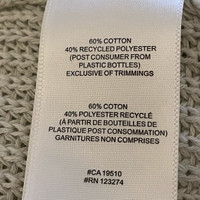 60% COTTON
40% RECYCLED POLYESTER
(POST CONSUMER FROM
PLASTIC BOTTLES)
EXCLUSIVE OF TRIMMINGS
60% COTON
40% POLYESTER RECYCLÉ
(À PARTIR DE BOUTEILLES DE
PLASTIQUE POST CONSOMMATION)
GARNITURES NON COMPRISES
#CA 19510
#RN 123274